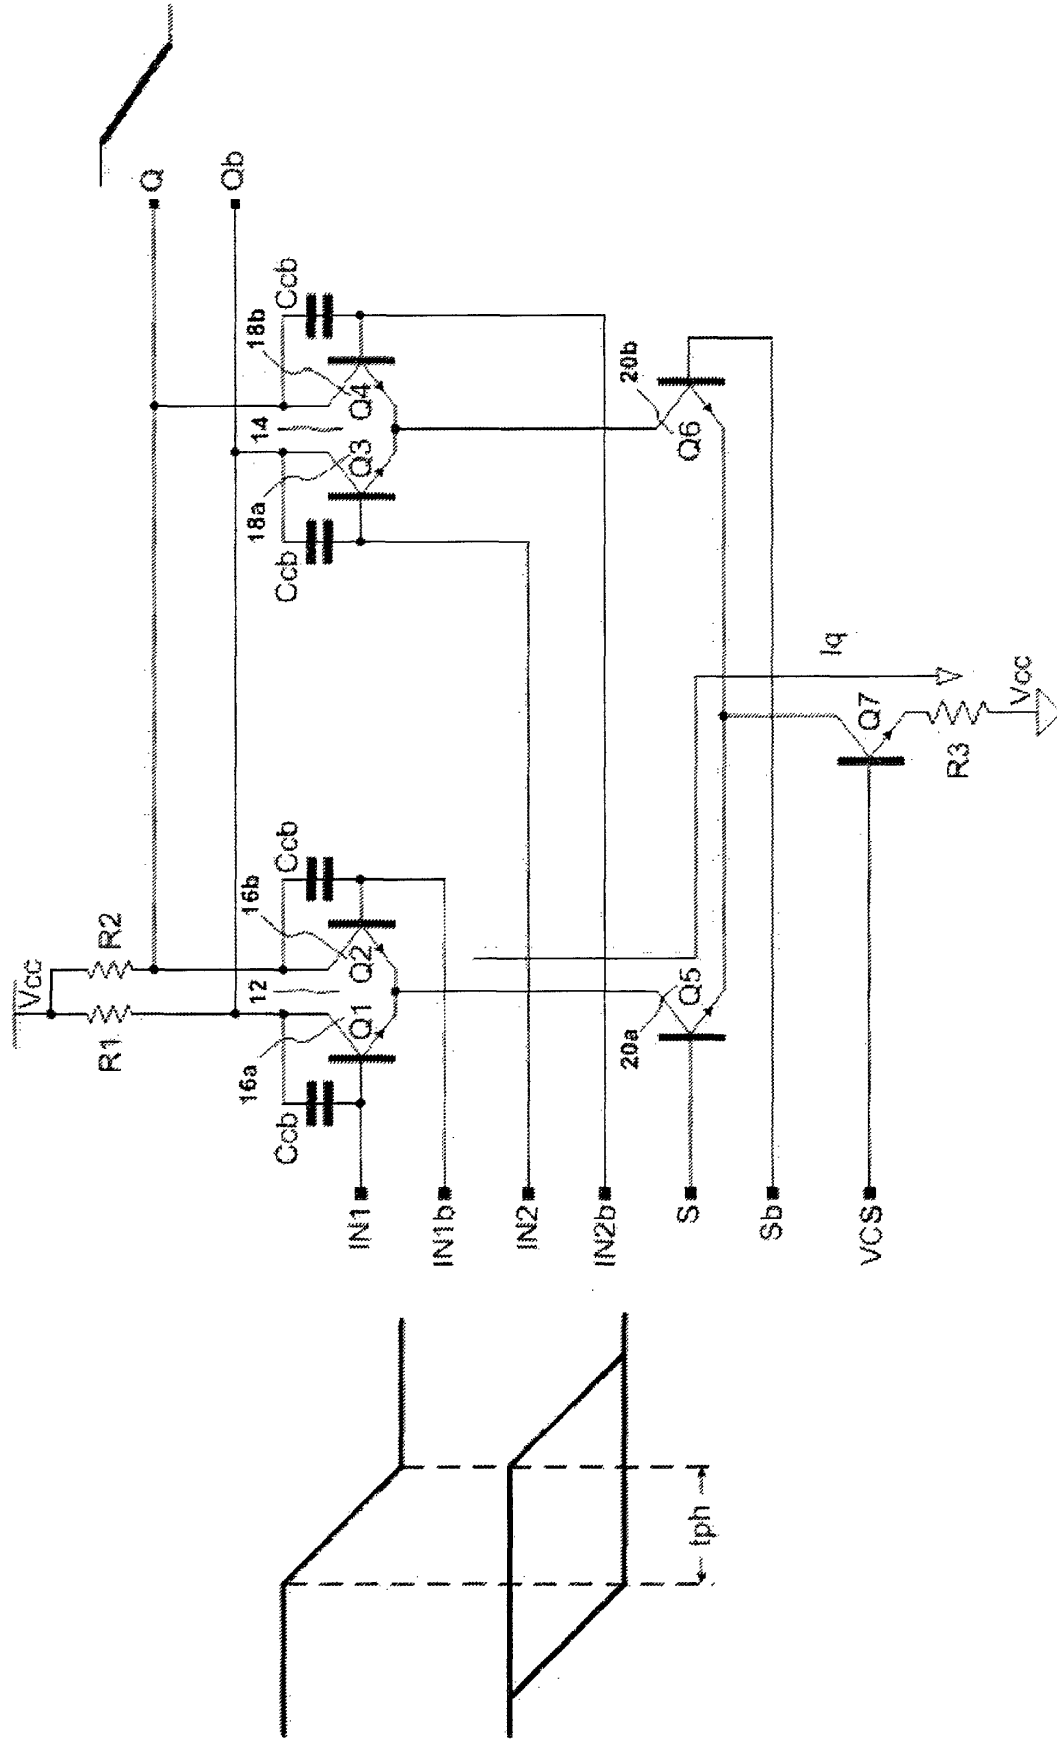 Vcc
R1
R2
Q
Qb
12
14
16a
16b
18a
18b
Ccb
Ccb
Ccb
Ccb
Q1
Q2
Q3
Q4
IN1
IN1b
IN2
IN2b
20a
20b
Q5
Q6
S
Sb
Iq
tph
VCS
Q7
R3
Vcc